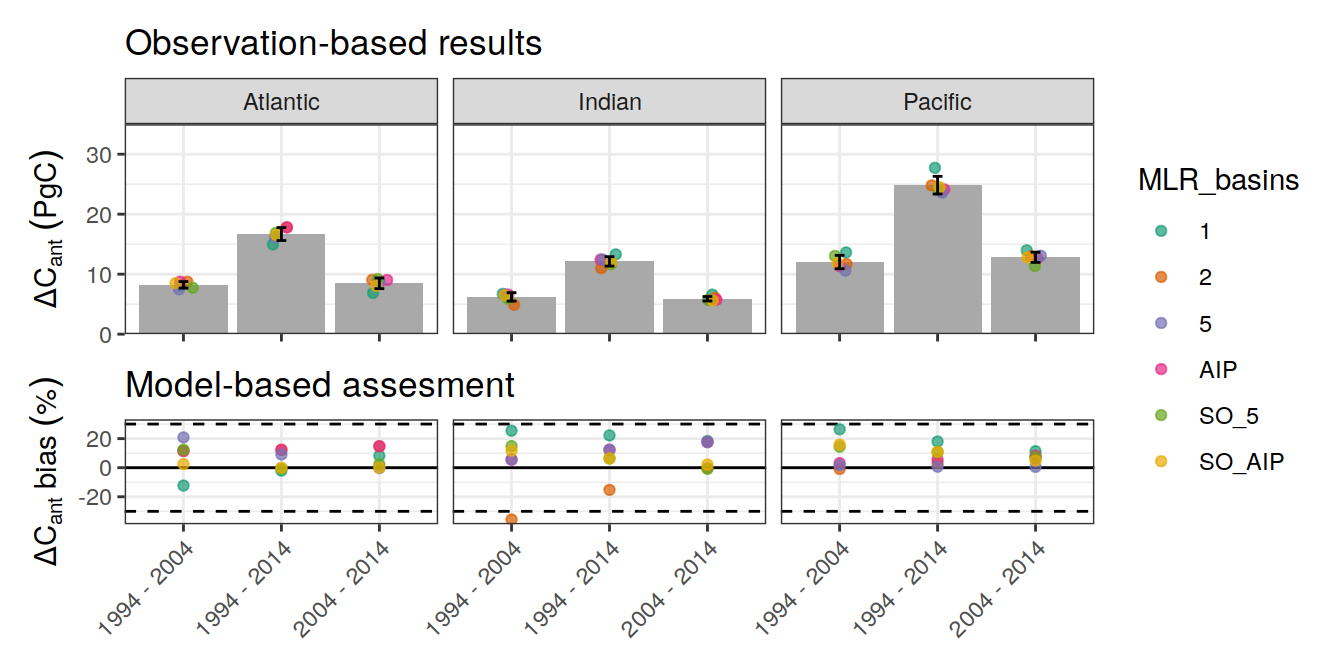 Observation-based results
Atlantic
Indian
Pacific
ΔCant (PgC)
30
20
10
0
Model-based assesment
ΔCant bias (%)
20
0
-20
1994 - 2004
1994 - 2014
2004 - 2014
1994 - 2004
1994 - 2014
2004 - 2014
1994 - 2004
1994 - 2014
2004 - 2014
MLR_basins
1
2
5
AIP
SO_5
SO_AIP